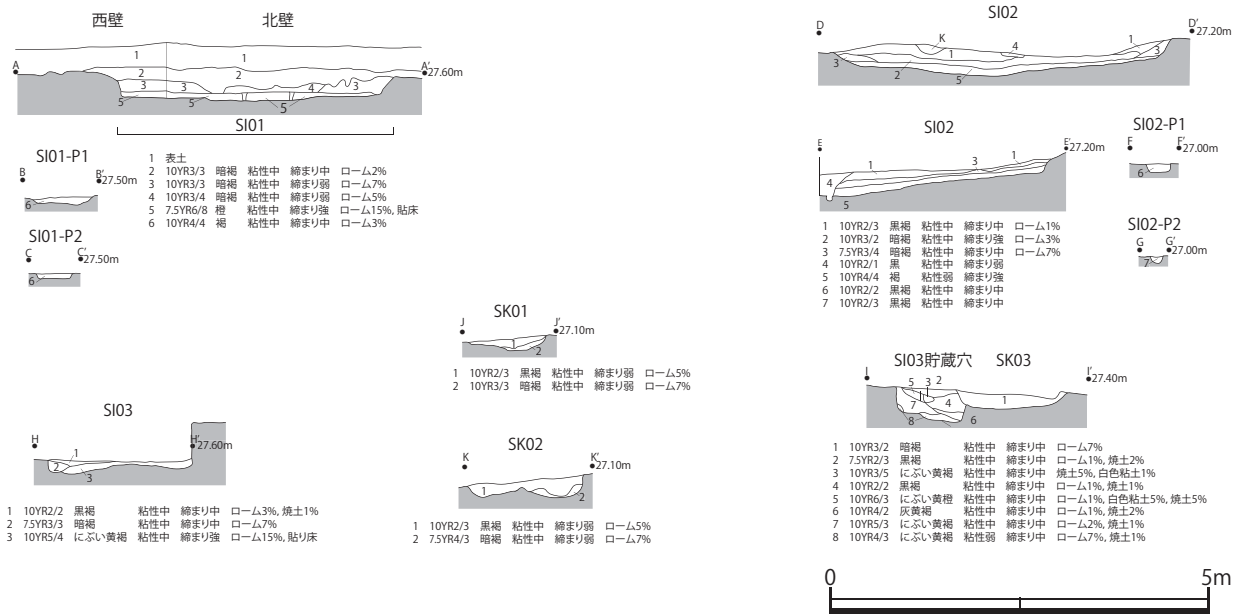 西壁 北壁
1 1
A A' 27.60m
2 2
3 3 4 3
5 5 5
SI01
SI01-P1
B B' 27.50m
6
SI01-P2
C C' 27.50m
6
1 表土
2 10YR3/3 暗褐 粘性中 締まり中 ローム2%
3 10YR3/3 暗褐 粘性中 締まり弱 ローム7%
4 10YR3/4 暗褐 粘性中 締まり弱 ローム5%
5 7.5YR6/8 橙 粘性中 締まり強 ローム15%, 貼床
6 10YR4/4 褐 粘性中 締まり中 ローム3%
SI02
D D' 27.20m
K 4 1
3 1 3
2 5
SI02
E E' 27.20m
1 3 1
4
5
SI02-P1
F F' 27.00m
6
SI02-P2
G G' 27.00m
7
1 10YR2/3 黒褐 粘性中 締まり中 ローム1%
2 10YR3/2 暗褐 粘性中 締まり強 ローム3%
3 7.5YR3/4 暗褐 粘性中 締まり中 ローム7%
4 10YR2/1 黒 粘性中 締まり弱
5 10YR4/4 褐 粘性弱 締まり強
6 10YR2/2 黒褐 粘性中 締まり中
7 10YR2/3 黒褐 粘性中 締まり中
SK01
J J' 27.10m
1
2
1 10YR2/3 黒褐 粘性中 締まり弱 ローム5%
2 10YR3/3 暗褐 粘性中 締まり弱 ローム7%
SI03
H H' 27.60m
1
2 3
1 10YR2/2 黒褐 粘性中 締まり中 ローム3%, 焼土1%
2 7.5YR3/3 暗褐 粘性中 締まり中 ローム7%
3 10YR5/4 にぶい黄褐 粘性中 締まり強 ローム15%, 貼り床
SK02
K K' 27.10m
1 2
1 10YR2/3 黒褐 粘性中 締まり弱 ローム5%
2 7.5YR4/3 暗褐 粘性中 締まり弱 ローム7%
SI03貯蔵穴 SK03
I I' 27.40m
5 3 2
7 4 1
8 6
1 10YR3/2 暗褐 粘性中 締まり中 ローム7%
2 7.5YR2/3 黒褐 粘性中 締まり中 ローム1%, 焼土2%
3 10YR3/5 にぶい黄褐 粘性中 締まり中 焼土5%, 白色粘土1%
4 10YR2/2 黒褐 粘性中 締まり中 ローム1%, 焼土1%
5 10YR6/3 にぶい黄橙 粘性中 締まり中 ローム1%, 白色粘土5%, 焼土5%
6 10YR4/2 灰黄褐 粘性中 締まり中 ローム1%, 焼土2%
7 10YR5/3 にぶい黄褐 粘性中 締まり中 ローム2%, 焼土1%
8 10YR4/3 にぶい黄褐 粘性弱 締まり中 ローム7%, 焼土1%
0 5m